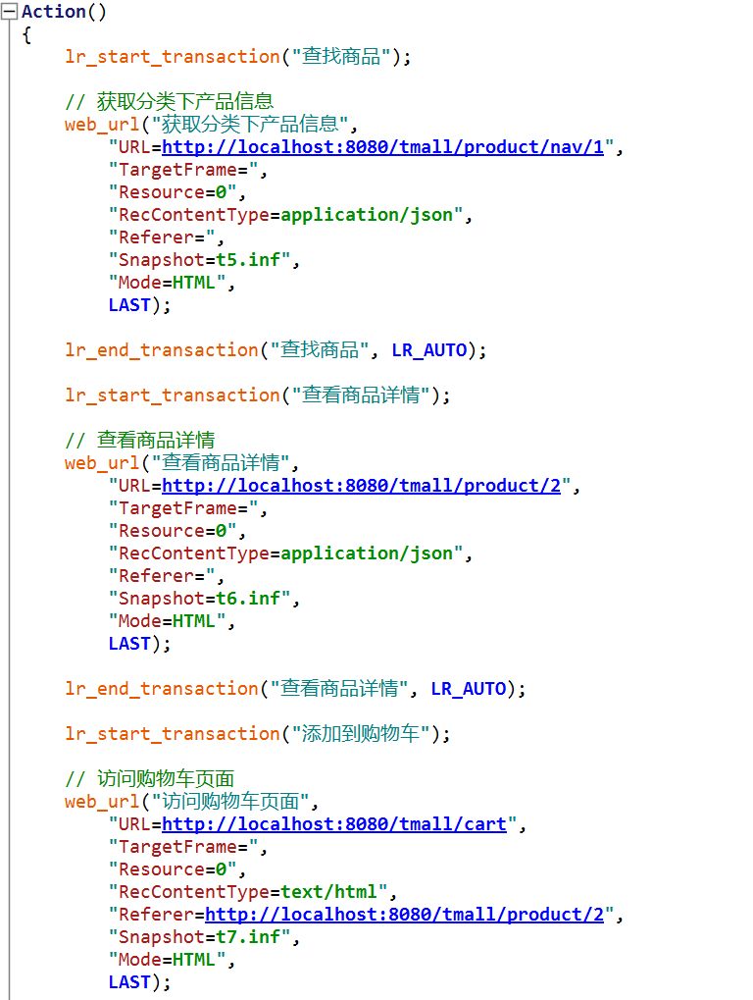 Action()
{
lr_start_transaction("查找商品");
// 获取分类下产品信息
web_url("获取分类下产品信息",
"URL=http://localhost:8080/tmall/product/nav/1",
"TargetFrame=",
"Resource=0",
"RecContentType=application/json",
"Referer=",
"Snapshot=t5.inf",
"Mode=HTML",
LAST);
lr_end_transaction("查找商品", LR_AUTO);
lr_start_transaction("查看商品详情");
// 查看商品详情
web_url("查看商品详情",
"URL=http://localhost:8080/tmall/product/2",
"TargetFrame=",
"Resource=0",
"RecContentType=application/json",
"Referer=",
"Snapshot=t6.inf",
"Mode=HTML",
LAST);
lr_end_transaction("查看商品详情", LR_AUTO);
lr_start_transaction("添加到购物车");
// 访问购物车页面
web_url("访问购物车页面",
"URL=http://localhost:8080/tmall/cart",
"TargetFrame=",
"Resource=0",
"RecContentType=text/html",
"Referer=http://localhost:8080/tmall/product/2",
"Snapshot=t7.inf",
"Mode=HTML",
LAST);